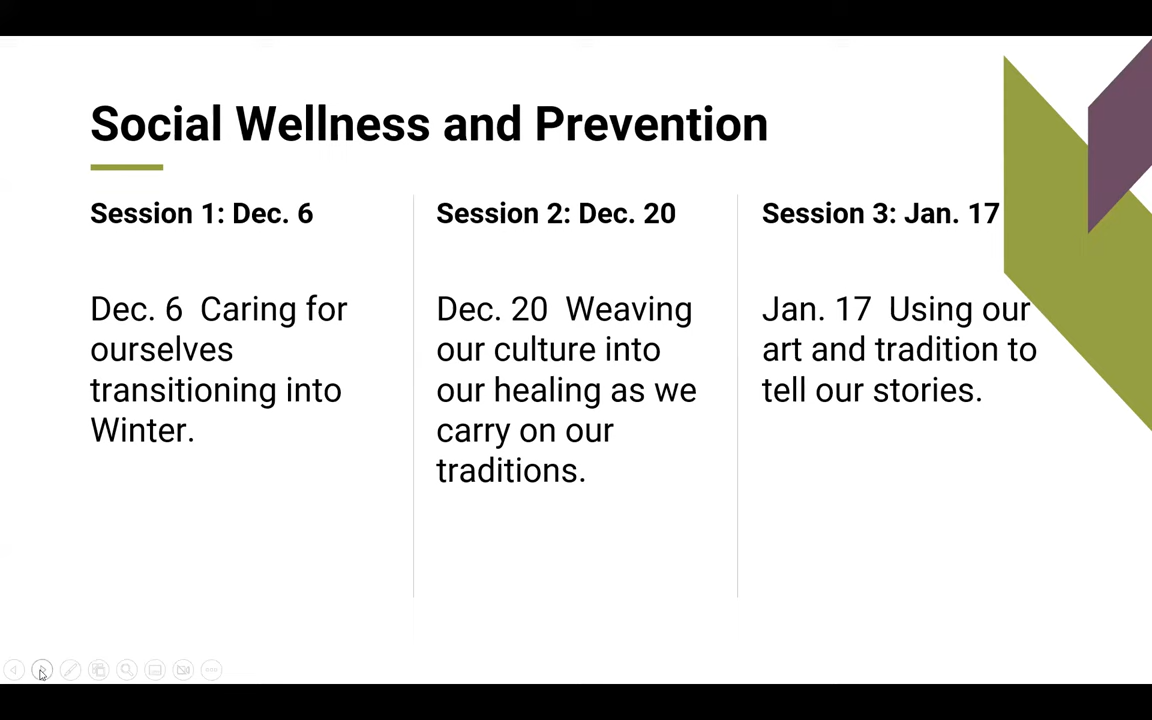 Social Wellness and Prevention
Session 1: Dec. 6
Dec. 6  Caring for
ourselves
transitioning into
Winter.
Session 2: Dec. 20
Dec. 20  Weaving
our culture into
our healing as we
carry on our
traditions.
Session 3: Jan. 17
Jan. 17  Using our
art and tradition to
tell our stories.